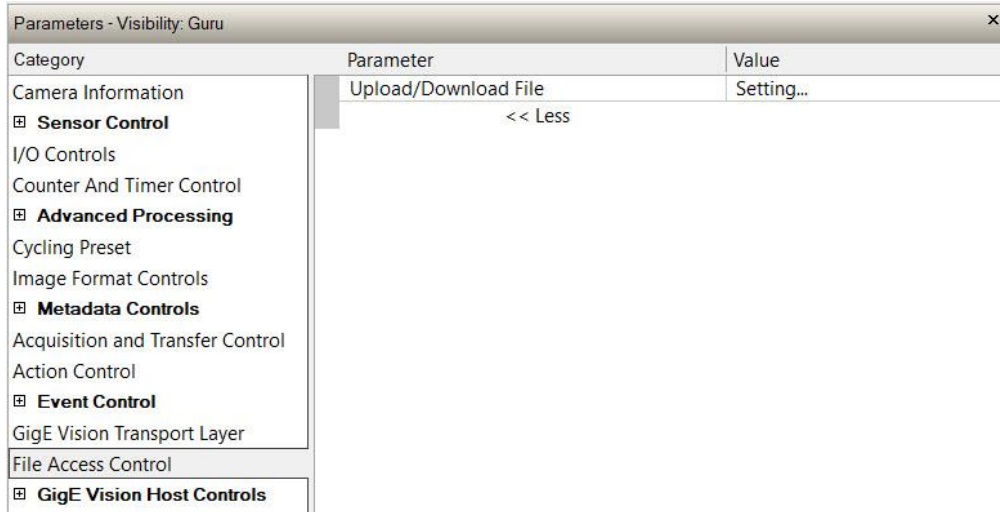 Parameters - Visibility: Guru ×
Category Parameter Value
Camera Information Upload/Download File Setting...
Sensor Control << Less
I/O Controls
Counter And Timer Control
Advanced Processing
Cycling Preset
Image Format Controls
Metadata Controls
Acquisition and Transfer Control
Action Control
Event Control
GigE Vision Transport Layer
File Access Control
GigE Vision Host Controls